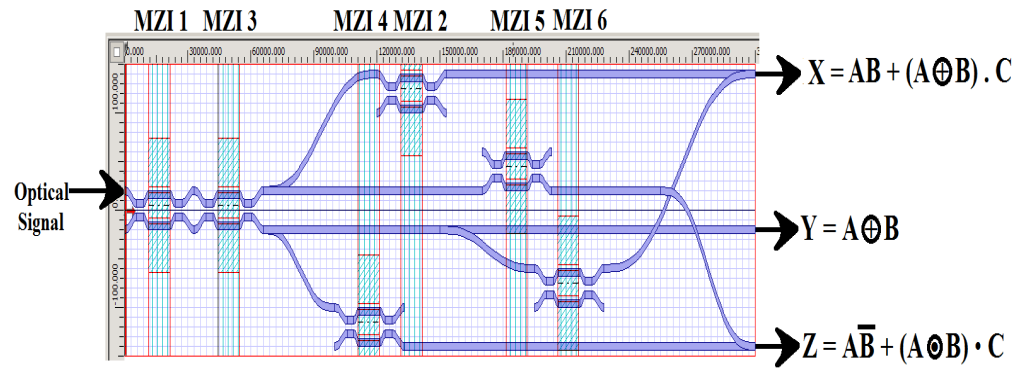 MZI 1 MZI 3 MZI 4 MZI 2 MZI 5 MZI 6
0.000 30000.000 60000.000 90000.000 120000.000 150000.000 180000.000 210000.000 240000.000 270000.000
X = AB + (A⊕B) . C
Optical
Signal
Y = A⊕B
Z = AB̅ + (A⊙B) • C